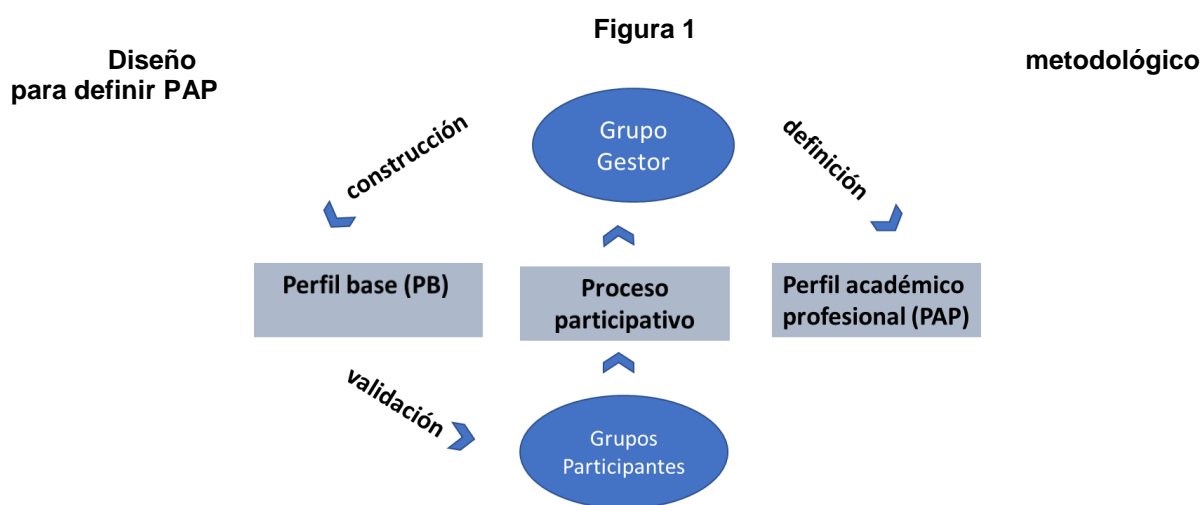 Figura 1
Diseño metodológico
para definir PAP
Grupo
Gestor
construcción
definición
Perfil base (PB)
Proceso
participativo
Perfil académico
profesional (PAP)
validación
Grupos
Participantes